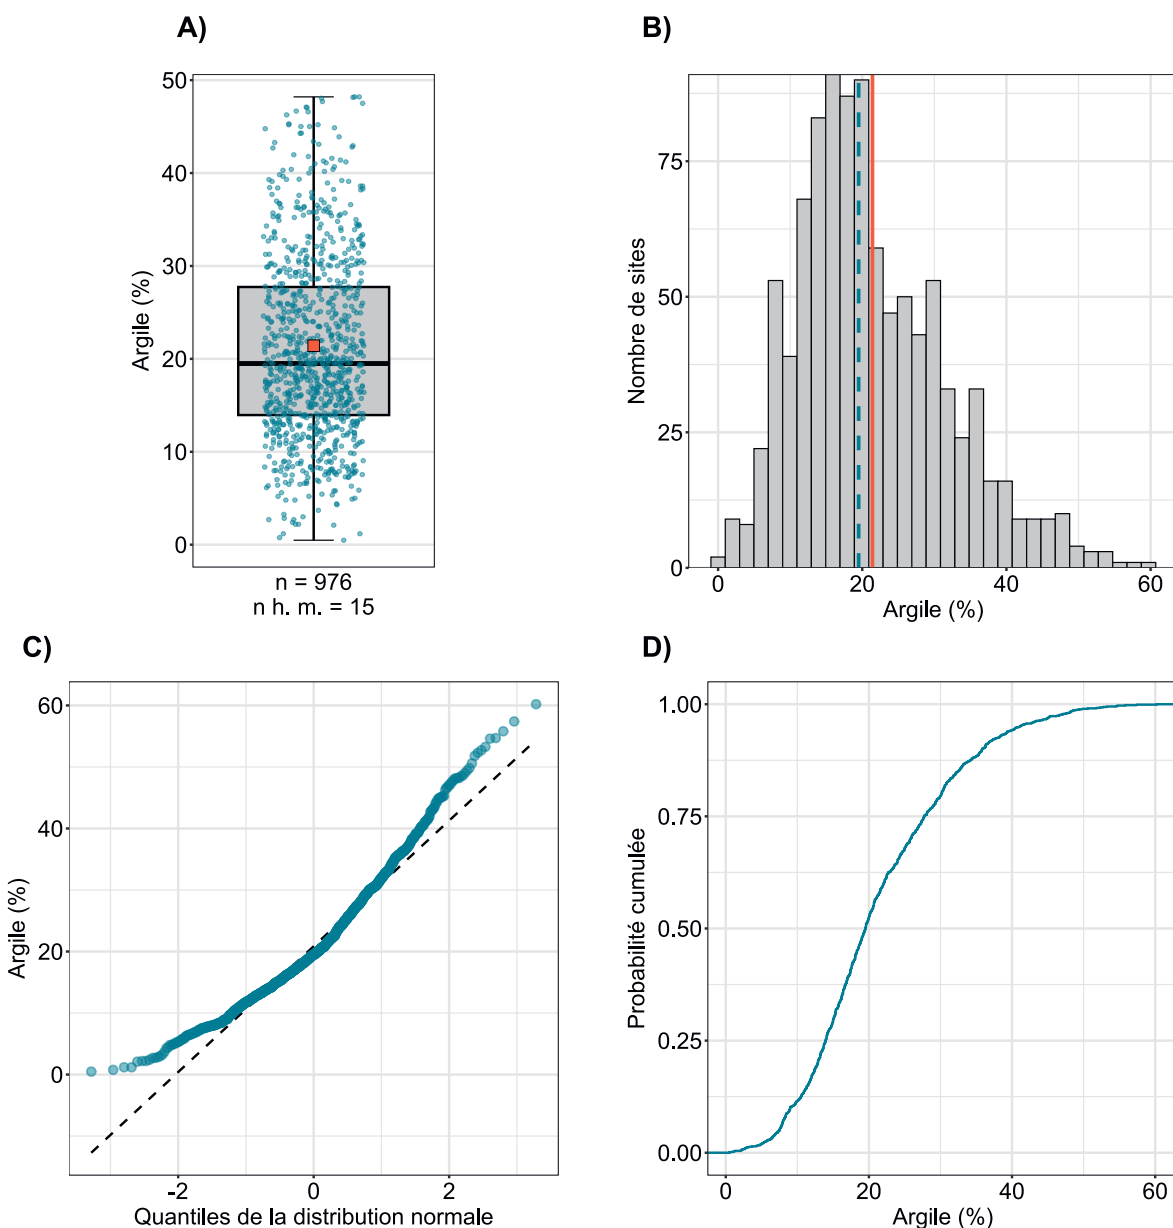 A)
50
40
30
20
10
0
Argile (%)
n = 976
n h. m. = 15
B)
75
50
25
0
Nombre de sites
0 20 40 60
Argile (%)
C)
60
40
20
0
Argile (%)
-2 0 2
Quantiles de la distribution normale
D)
1.00
0.75
0.50
0.25
0.00
Probabilité cumulée
0 20 40 60
Argile (%)